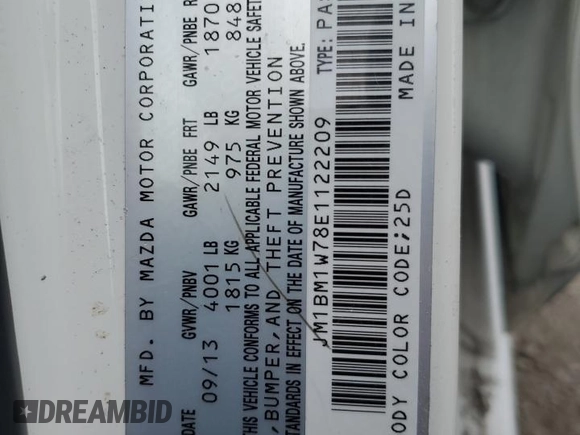 MFD. BY MAZDA MOTOR CORPORATI
DATE GVWR/PNBV GAWR/PNBE FRT GAWR/PNBE R
09/13 4001 LB 2149 LB 1870
1815 KG 975 KG 848
THIS VEHICLE CONFORMS TO ALL APPLICABLE FEDERAL MOTOR VEHICLE SAFET
,BUMPER, AND THEFT PREVENTION
STANDARDS IN EFFECT ON THE DATE OF MANUFACTURE SHOWN ABOVE.
JM1BM1W78E1122209 TYPE: PAS
ODY COLOR CODE;25D MADE IN
DREAMBID